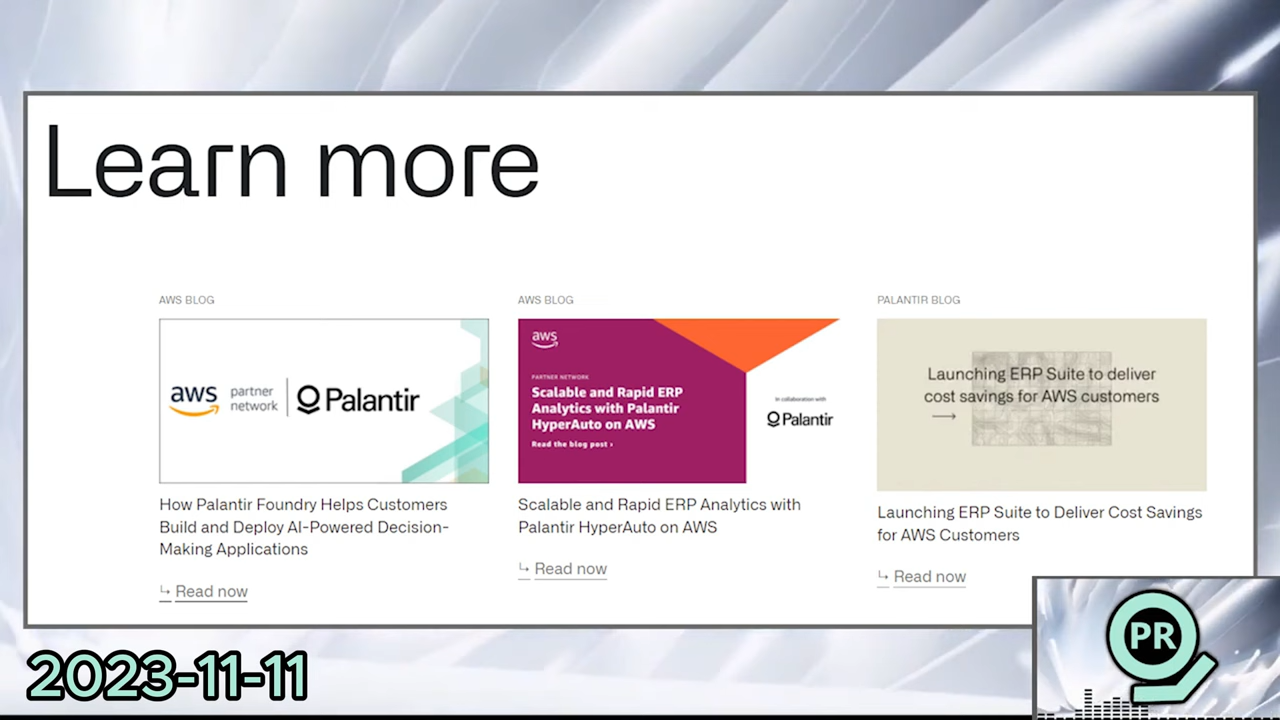 Learn more
AWS BLOG
aws
partner
network
Palantir
How Palantir Foundry Helps Customers
Build and Deploy AI-Powered Decision-
Making Applications
↳ Read now
AWS BLOG
aws
PARTNER NETWORK
Scalable and Rapid ERP
Analytics with Palantir
HyperAuto on AWS
Read the blog post ›
In collaboration with
Palantir
Scalable and Rapid ERP Analytics with
Palantir HyperAuto on AWS
↳ Read now
PALANTIR BLOG
Launching ERP Suite to deliver
cost savings for AWS customers
→
Launching ERP Suite to Deliver Cost Savings
for AWS Customers
↳ Read now
2023-11-11
PR